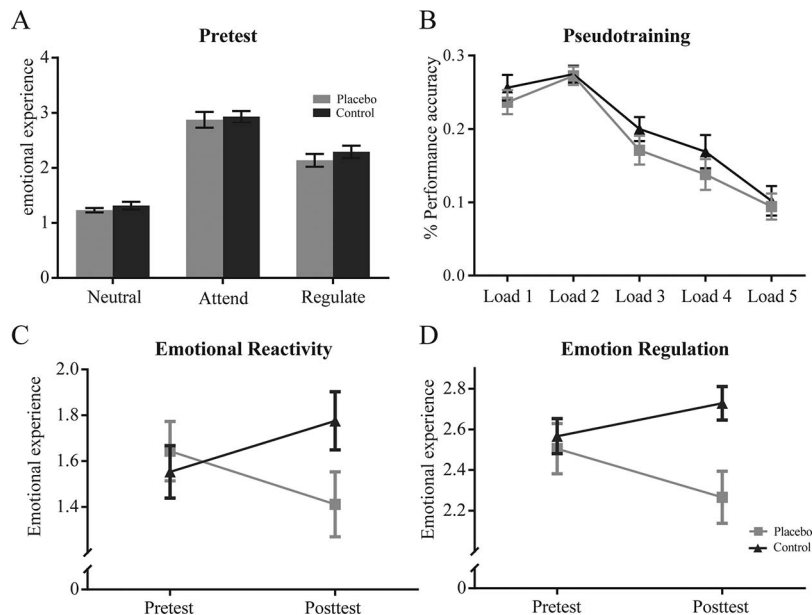 A
Pretest
emotional experience
4
3
2
1
0
Placebo
Control
Neutral
Attend
Regulate
B
Pseudotraining
% Performance accuracy
0.3
0.2
0.1
0.0
Load 1
Load 2
Load 3
Load 4
Load 5
C
Emotional Reactivity
Emotional experience
2.0
1.8
1.6
1.4
0
Pretest
Posttest
D
Emotion Regulation
Emotional experience
2.8
2.6
2.4
2.2
0
Placebo
Control
Pretest
Posttest